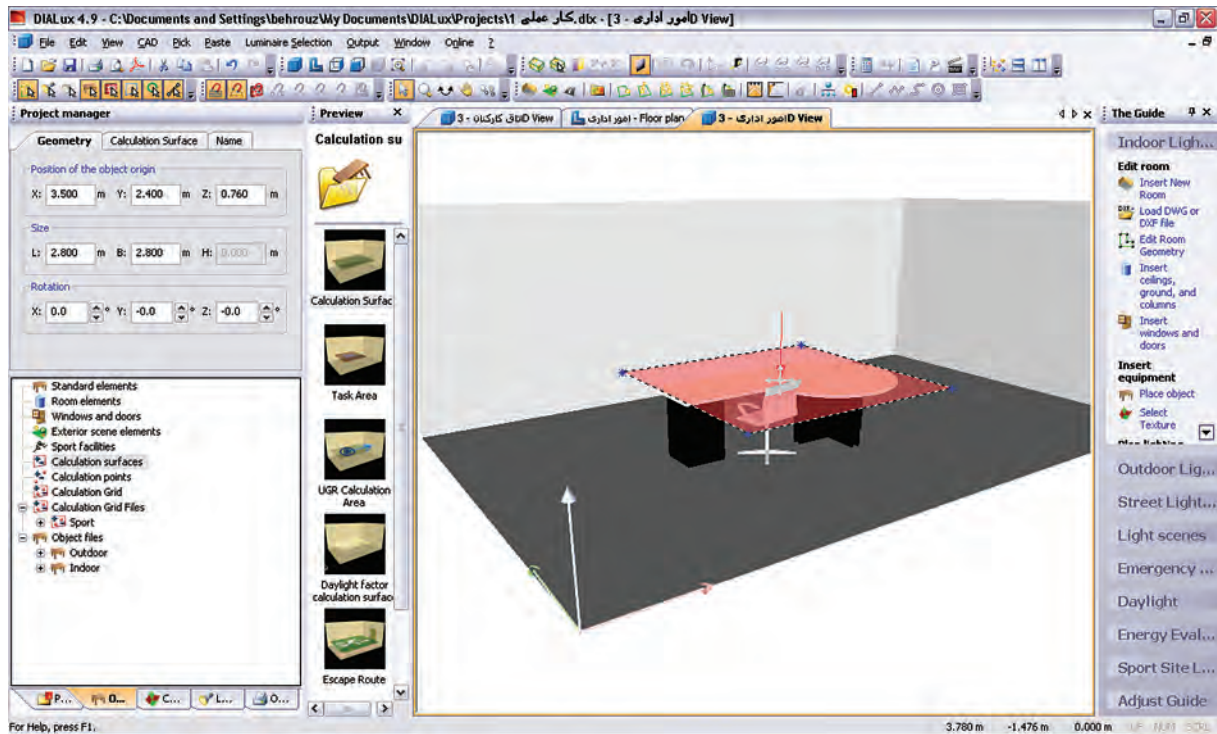 DIALux 4.9 - C:\Documents and Settings\behrouz\My Documents\DIALux\Projects\1 کار عملی.dlx - [امور اداری - 3D View]
File Edit View CAD Pick Paste Luminaire Selection Output Window Online ?
Project manager
Geometry Calculation Surface Name
Position of the object origin
X: 3.500 m Y: 2.400 m Z: 0.760 m
Size
L: 2.800 m B: 2.800 m H: 0.000 m
Rotation
X: 0.0 ° Y: -0.0 ° Z: -0.0 °
Standard elements
Room elements
Windows and doors
Exterior scene elements
Sport facilities
Calculation surfaces
Calculation points
Calculation Grid
Calculation Grid Files
Sport
Object files
Outdoor
Indoor
P... O... C... L... O...
Preview
Calculation su
Calculation Surfac
Task Area
UGR Calculation
Area
Daylight factor
calculation surfac
Escape Route
اتاق کارکنان - 3D View
امور اداری - Floor plan
امور اداری - 3D View
The Guide
Indoor Ligh...
Edit room
Insert New
Room
Load DWG or
DXF file
Edit Room
Geometry
Insert
ceilings,
ground, and
columns
Insert
windows and
doors
Insert
equipment
Place object
Select
Texture
Outdoor Lig...
Street Light...
Light scenes
Emergency ...
Daylight
Energy Eval...
Sport Site L...
Adjust Guide
For Help, press F1.
3.780 m -1.476 m 0.000 m